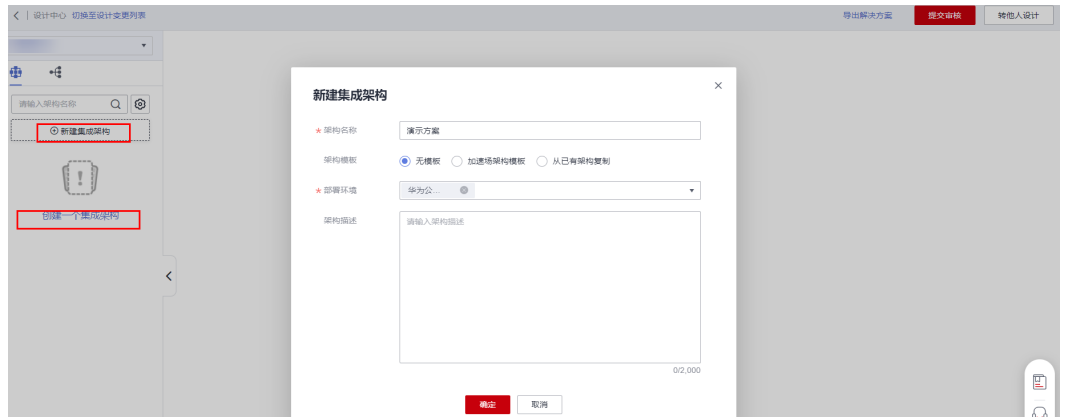 设计中心 切换至设计变更列表
导出解决方案
提交审核
转他人设计
请输入架构名称
新建集成架构
创建一个集成架构
新建集成架构
* 架构名称
演示方案
架构模板
无模板
加速场架构模板
从已有架构复制
* 部署环境
华为公...
架构描述
请输入架构描述
0/2,000
确定
取消